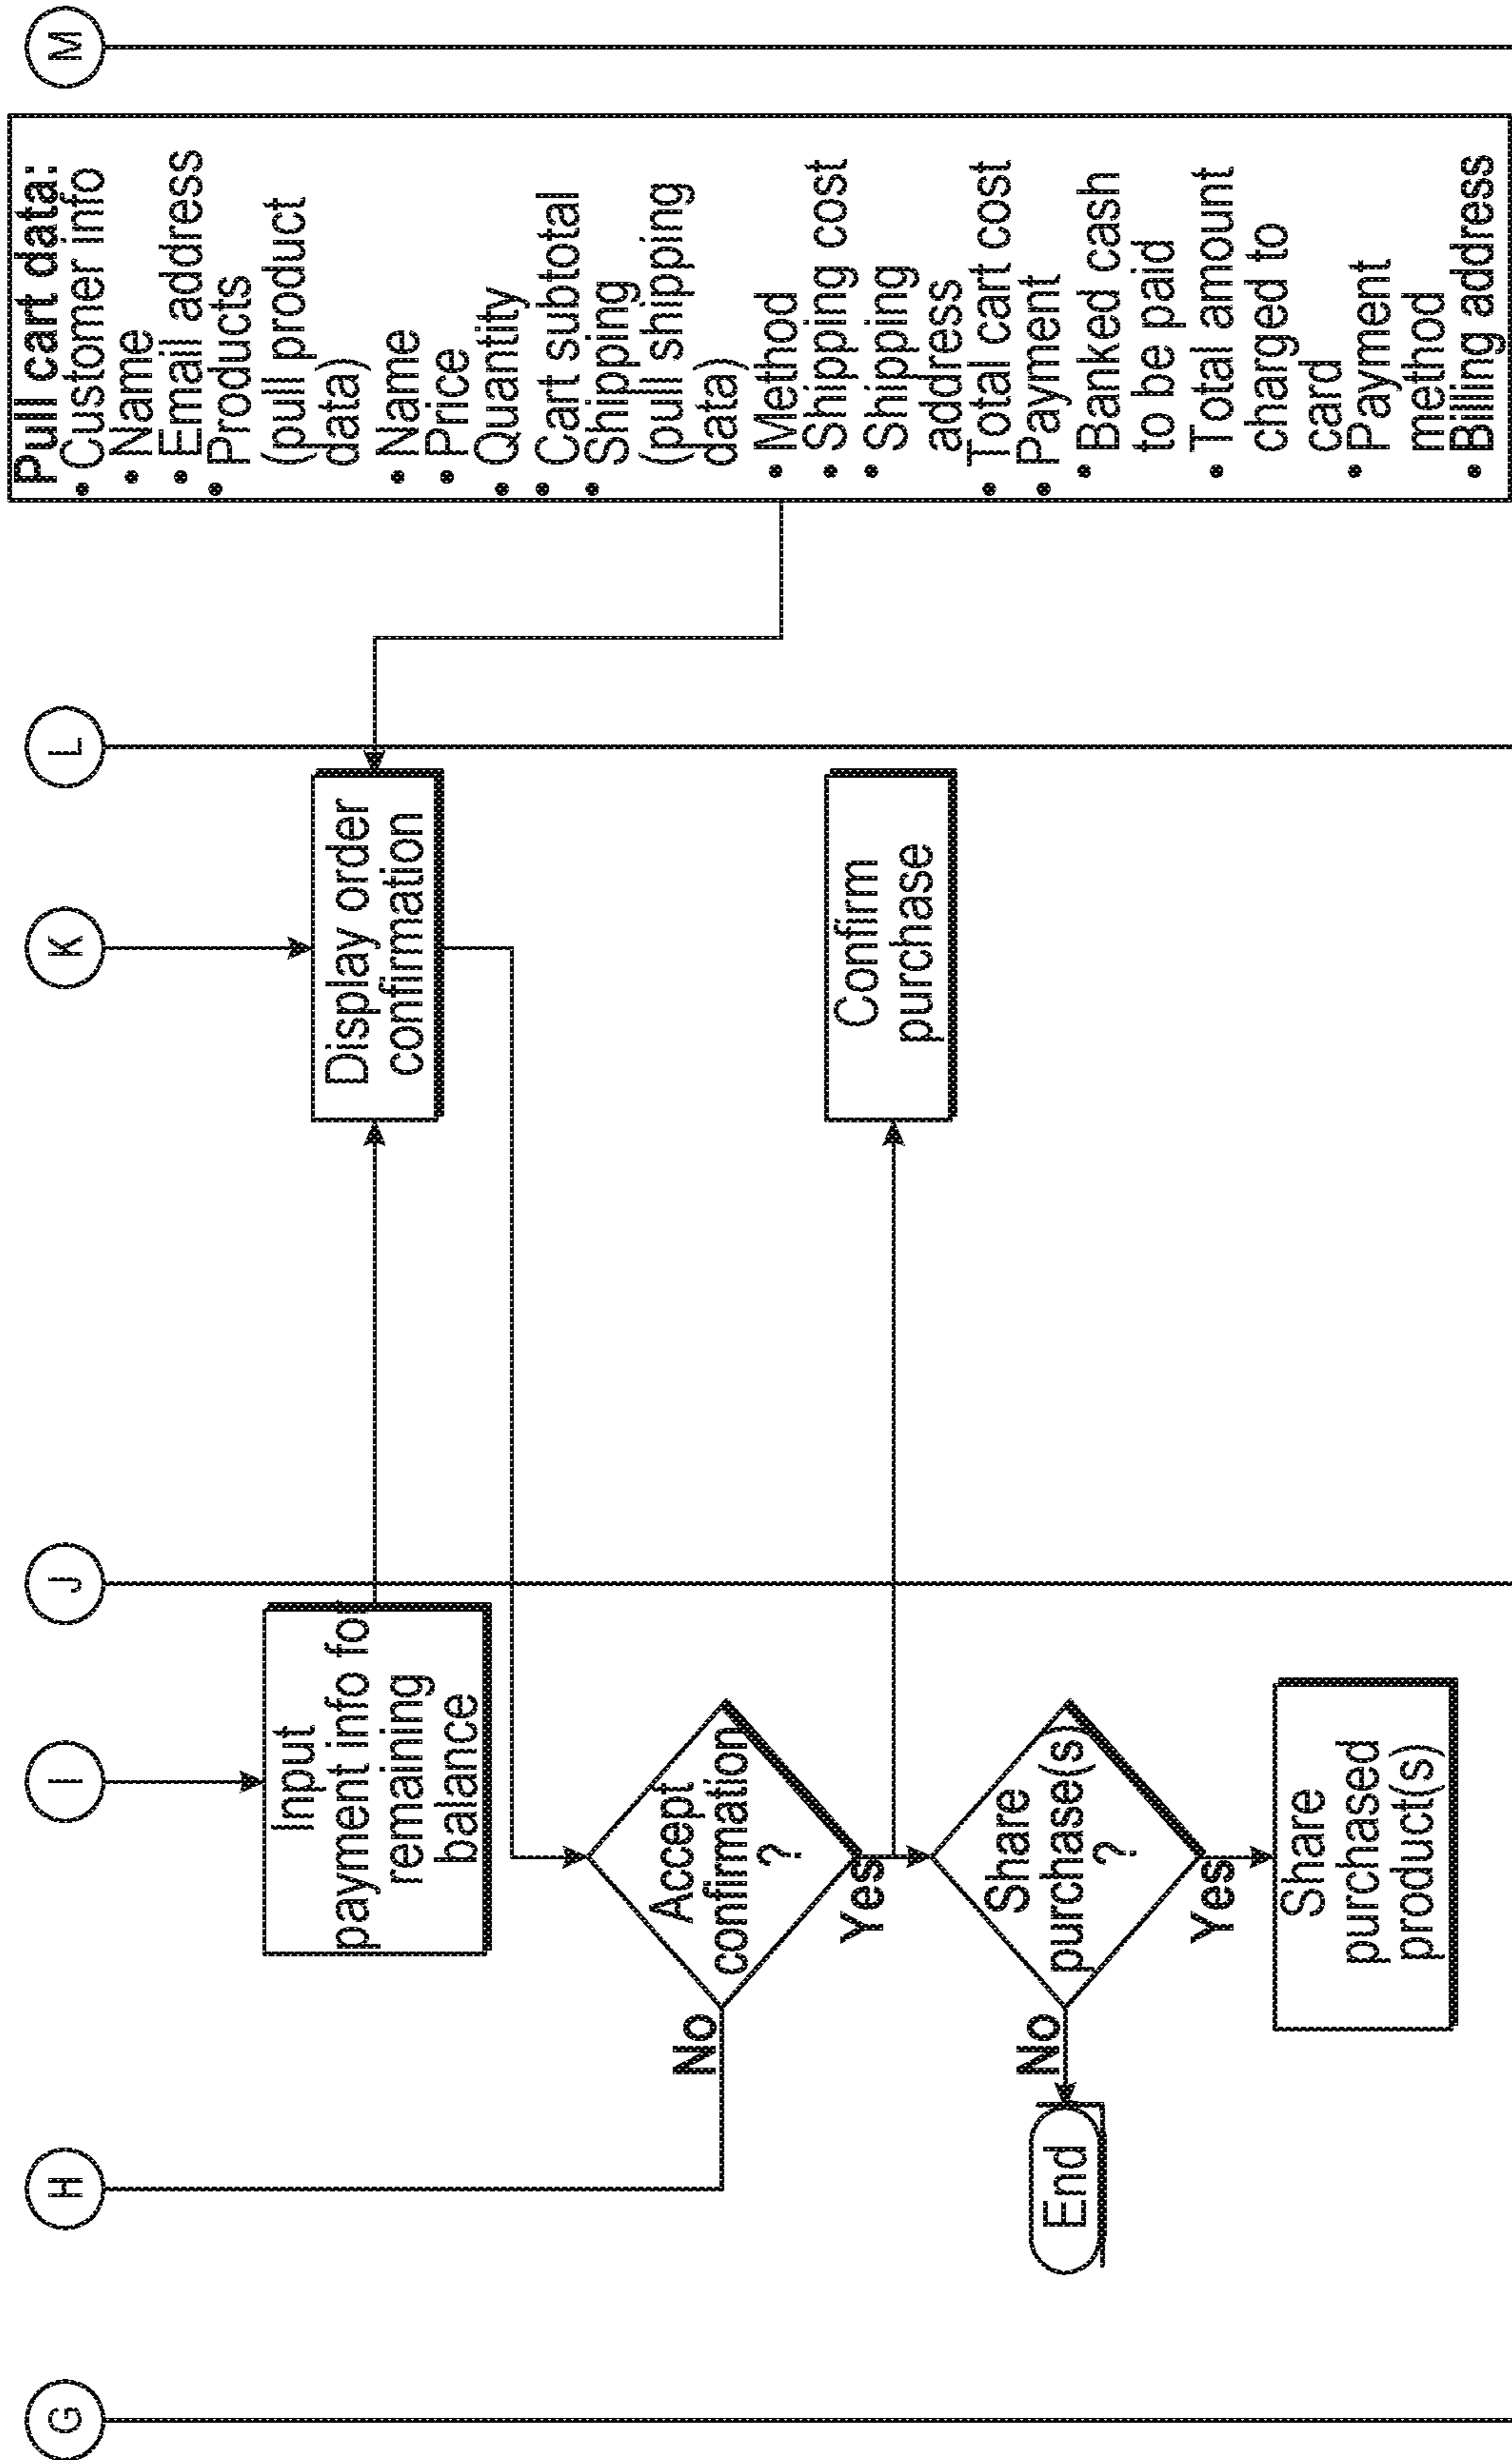 G
H
I
J
K
L
M
Input
payment info for
remaining
balance
Display order
confirmation
Accept
confirmation
?
No
Yes
Confirm
purchase
Share
purchase(s)
?
No
End
Yes
Share
purchased
product(s)
Pull cart data:
• Customer info
• Name
• Email address
• Products
(pull product
data)
• Name
• Price
• Quantity
• Cart subtotal
• Shipping
(pull shipping
data)
• Method
• Shipping cost
• Shipping
address
• Total cart cost
• Payment
• Banked cash
to be paid
• Total amount
charged to
card
• Payment
method
• Billing address